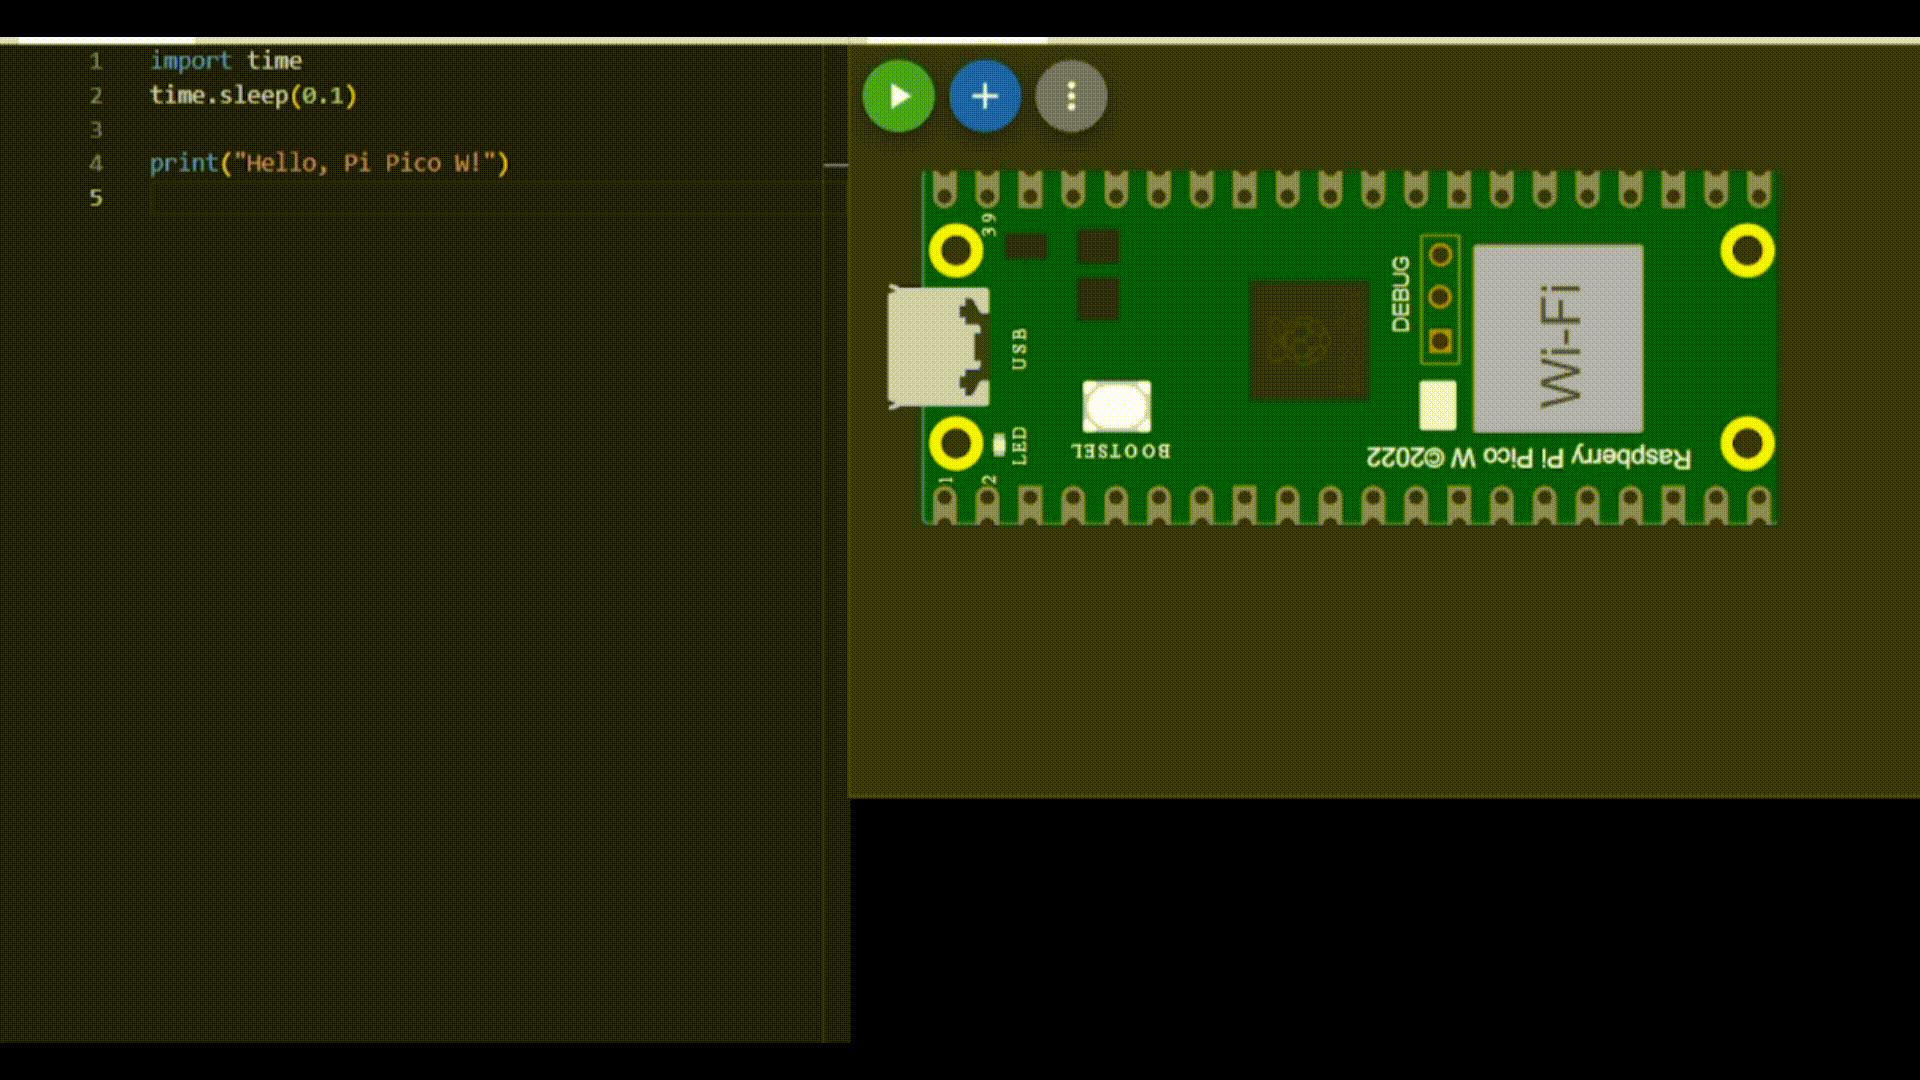 1 import time
2 time.sleep(0.1)
3
4 print("Hello, Pi Pico W!")
5
39
USB
LED
1
2
BOOTSEL
DEBUG
Wi-Fi
Raspberry Pi Pico W ©2022